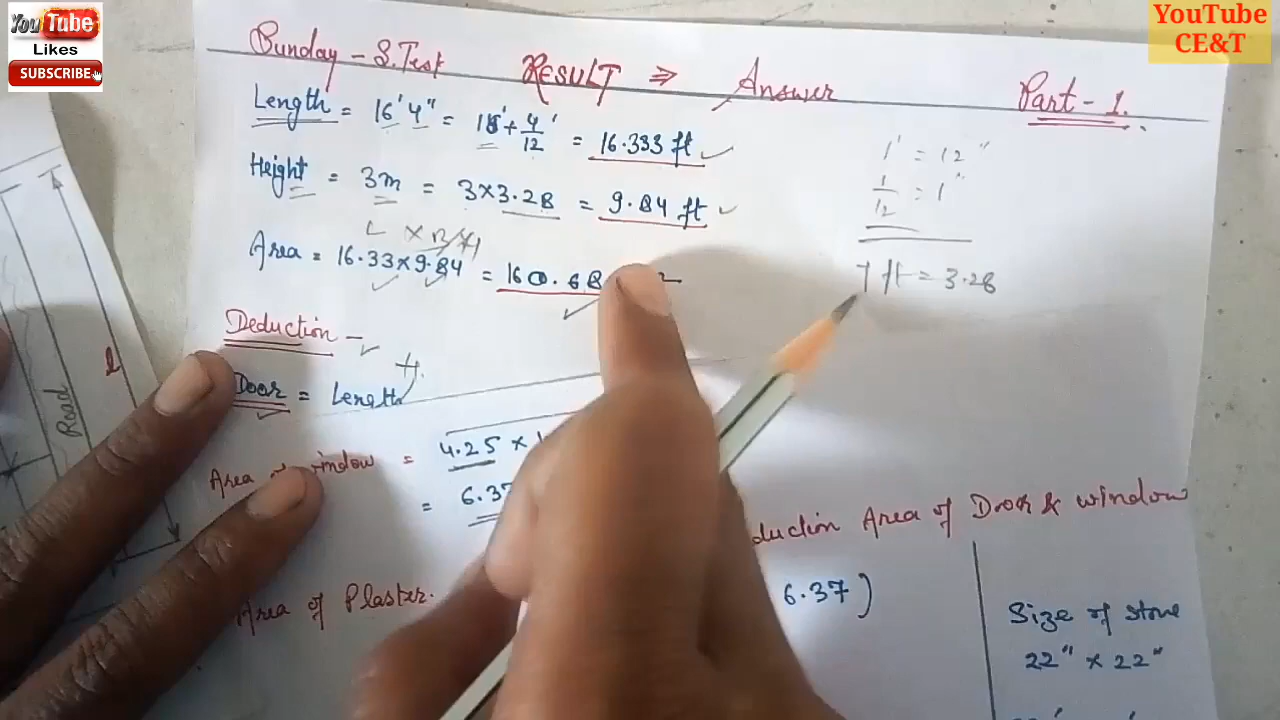 YouTube
Likes
SUBSCRIBE
YouTube
CE&T
Sunday - S.Test RESULT ⇒ Answer
Part - 1.
Length = 16' 4" = 16 + 4/12 ' = 16.333 ft
Height = 3m = 3×3.28 = 9.84 ft
L × B × H
Area = 16.33×9.84 = 160.68
1' = 12"
1/12 = 1"
1 ft = 3.28
Deduction -
H.
Door = Length
Area window = 4.25 ×
= 6.37
duction Area of Door & window
Area of Plaster. 6.37)
Size of stone
22" × 22"
Road
l